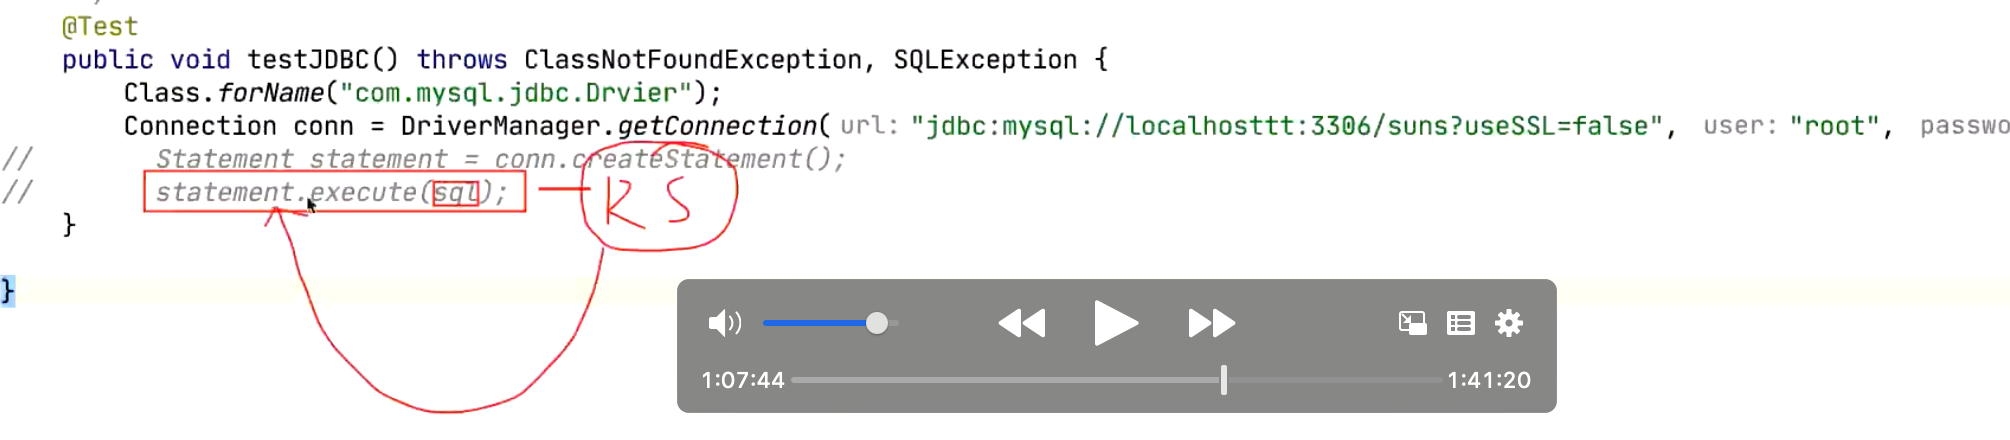 @Test
public void testJDBC() throws ClassNotFoundException, SQLException {
Class.forName("com.mysql.jdbc.Drvier");
Connection conn = DriverManager.getConnection( url: "jdbc:mysql://localhosttt:3306/suns?useSSL=false", user: "root", passwo
// Statement statement = conn.createStatement();
// statement.execute(sql); RS
}
}
1:07:44 1:41:20